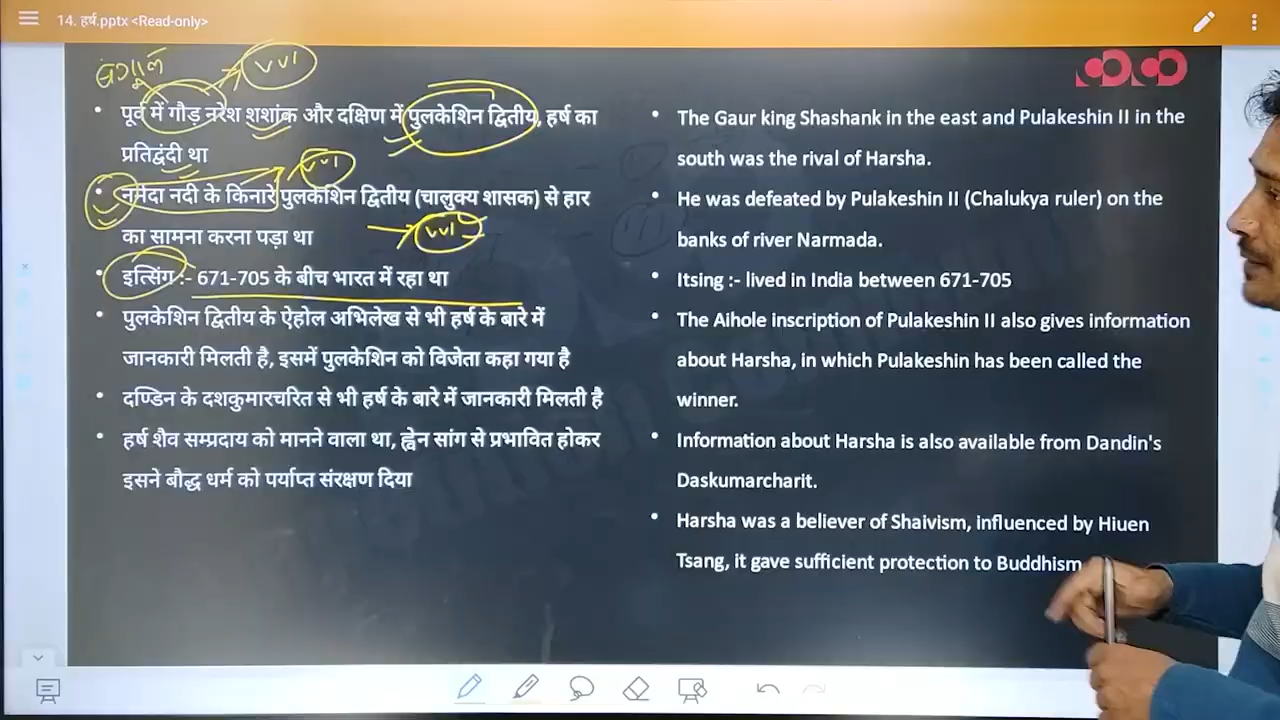 14. हर्ष.pptx <Read-only>
बंगाल
VVI
पूर्व में गौड़ नरेश शशांक और दक्षिण में पुलकेशिन द्वितीय, हर्ष का
प्रतिद्वंदी था
VVI
नर्मदा नदी के किनारे पुलकेशिन द्वितीय (चालुक्य शासक) से हार
का सामना करना पड़ा था
VVI
इत्सिंग :- 671-705 के बीच भारत में रहा था
पुलकेशिन द्वितीय के ऐहोल अभिलेख से भी हर्ष के बारे में
जानकारी मिलती है, इसमें पुलकेशिन को विजेता कहा गया है
दण्डिन के दशकुमारचरित से भी हर्ष के बारे में जानकारी मिलती है
हर्ष शैव सम्प्रदाय को मानने वाला था, ह्वेन सांग से प्रभावित होकर
इसने बौद्ध धर्म को पर्याप्त संरक्षण दिया
The Gaur king Shashank in the east and Pulakeshin II in the
south was the rival of Harsha.
He was defeated by Pulakeshin II (Chalukya ruler) on the
banks of river Narmada.
Itsing :- lived in India between 671-705
The Aihole inscription of Pulakeshin II also gives information
about Harsha, in which Pulakeshin has been called the
winner.
Information about Harsha is also available from Dandin's
Daskumarcharit.
Harsha was a believer of Shaivism, influenced by Hiuen
Tsang, it gave sufficient protection to Buddhism